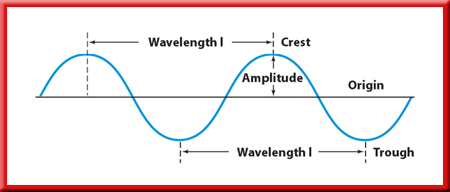 Wavelength l
Crest
Amplitude
Origin
Wavelength l
Trough